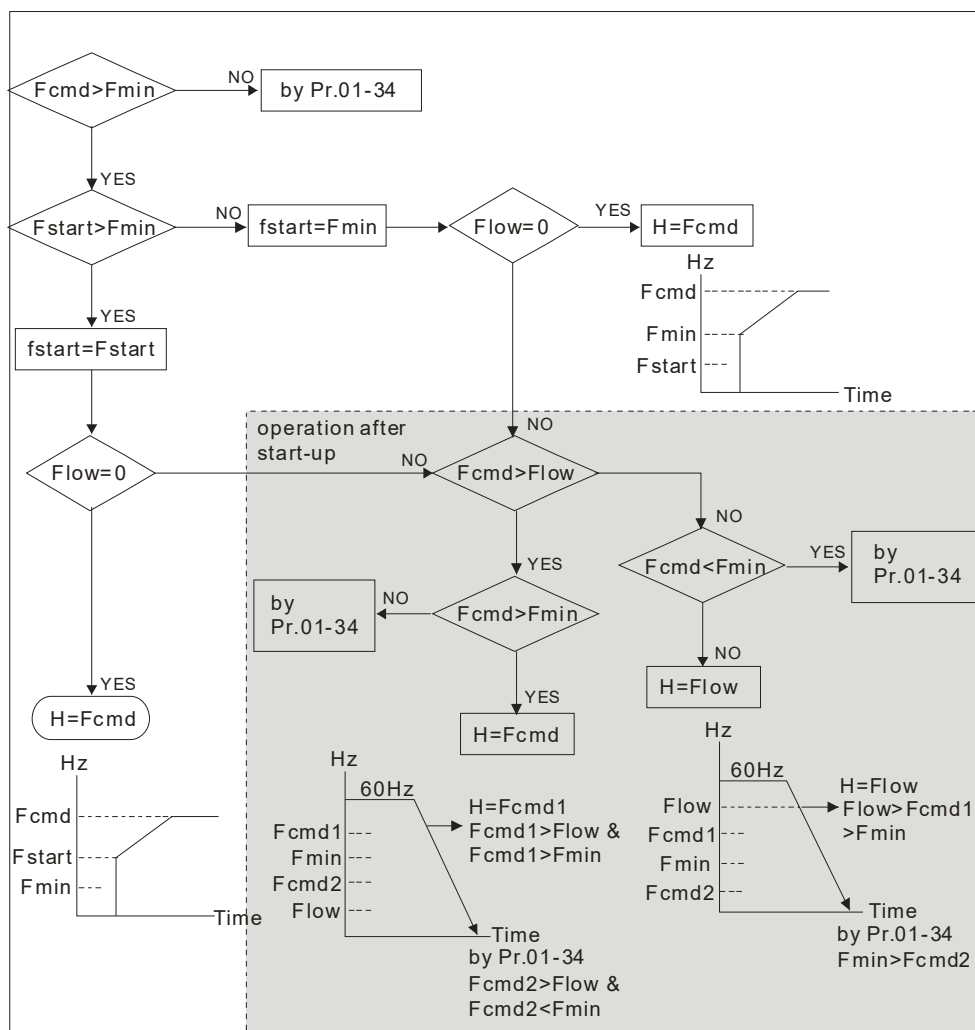 Fcmd>Fmin
NO
by Pr.01-34
YES
Fstart>Fmin
NO
fstart=Fmin
Flow=0
YES
H=Fcmd
Hz
Fcmd
Fmin
Fstart
Time
YES
fstart=Fstart
NO
operation after
start-up
Flow=0
NO
Fcmd>Flow
NO
YES
Fcmd<Fmin
YES
by
Pr.01-34
by
Pr.01-34
NO
Fcmd>Fmin
NO
H=Flow
YES
H=Fcmd
YES
H=Fcmd
Hz
Fcmd
Fstart
Fmin
Time
Hz
60Hz
Fcmd1
Fmin
Fcmd2
Flow
H=Fcmd1
Fcmd1>Flow &
Fcmd1>Fmin
Time
by Pr.01-34
Fcmd2>Flow &
Fcmd2<Fmin
Hz
60Hz
Flow
Fcmd1
Fmin
Fcmd2
H=Flow
Flow>Fcmd1
>Fmin
Time
by Pr.01-34
Fmin>Fcmd2